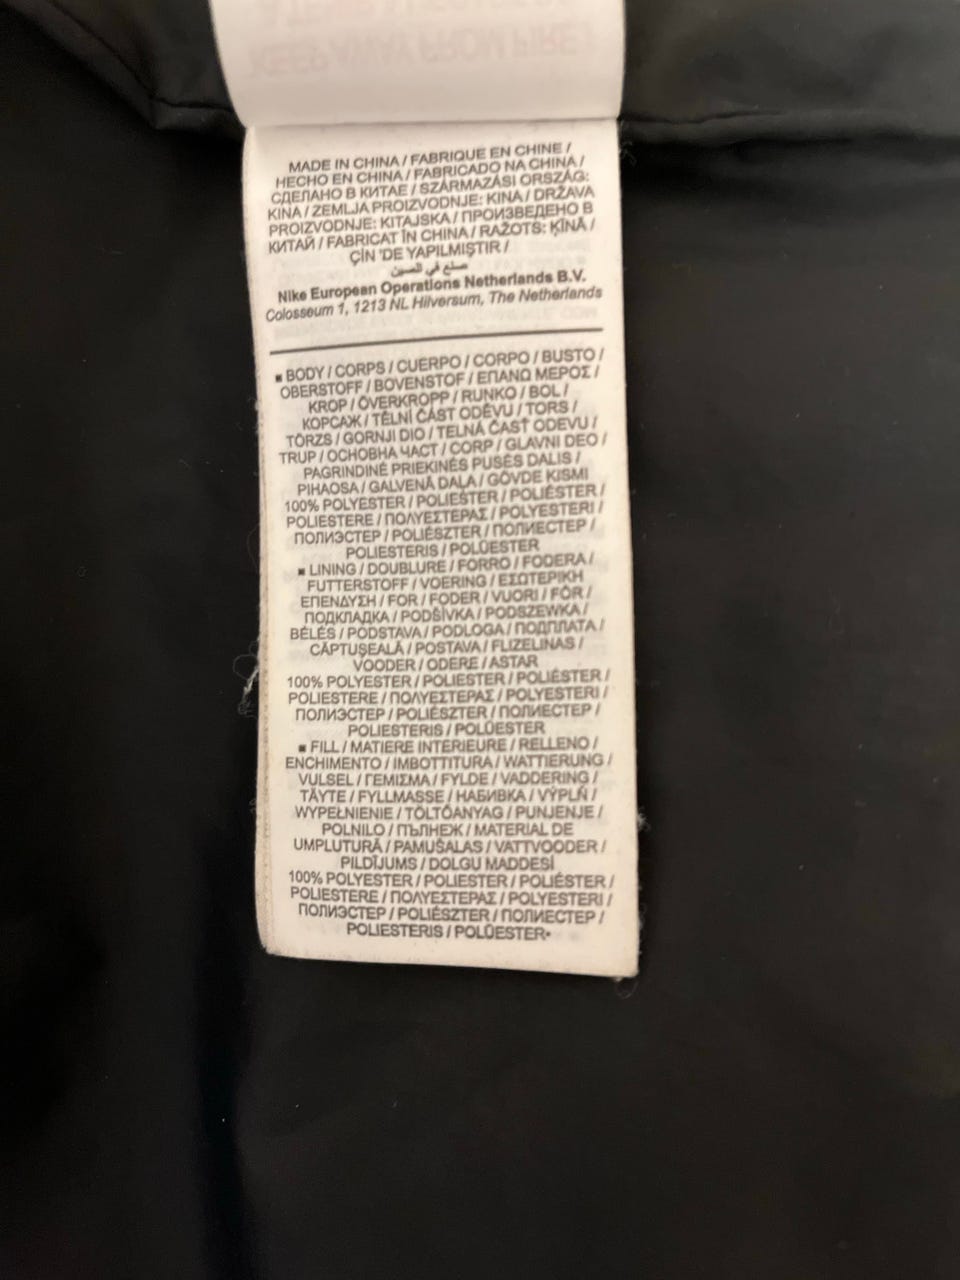 KEEP AWAY FROM FIRE /
MADE IN CHINA / FABRIQUE EN CHINE /
HECHO EN CHINA / FABRICADO NA CHINA /
СДЕЛАНО В КИТАЕ / SZÁRMAZÁSI ORSZÁG:
KINA / ZEMLJA PROIZVODNJE: KINA / DRŽAVA
PROIZVODNJE: KITAJSKA / ПРОИЗВЕДЕНО В
КИТАЙ / FABRICAT ÎN CHINA / RAŽOTS: ĶĪNĀ /
ÇİN 'DE YAPILMIŞTIR /
صنع في الصين
Nike European Operations Netherlands B.V.
Colosseum 1, 1213 NL Hilversum, The Netherlands
▪ BODY / CORPS / CUERPO / CORPO / BUSTO /
OBERSTOFF / BOVENSTOF / ΕΠΑΝΩ ΜΕΡΟΣ /
KROP / ÖVERKROPP / RUNKO / BOL /
КОРСАЖ / TĚLNÍ ČÁST ODĚVU / TORS /
TÖRZS / GORNJI DIO / TELNÁ ČASŤ ODEVU /
TRUP / ОСНОВНА ЧАСТ / CORP / GLAVNI DEO /
PAGRINDINĖ PRIEKINĖS PUSĖS DALIS /
PIHAOSA / GALVENĀ DAĻA / GÖVDE KISMI
100% POLYESTER / POLIESTER / POLIÉSTER /
POLIESTERE / ΠΟΛΥΕΣΤΕΡΑΣ / POLYESTERI /
ПОЛИЭСТЕР / POLIÉSZTER / ПОЛИЕСТЕР /
POLIESTERIS / POLÜESTER
▪ LINING / DOUBLURE / FORRO / FODERA /
FUTTERSTOFF / VOERING / ΕΣΩΤΕΡΙΚΗ
ΕΠΕΝΔΥΣΗ / FOR / FODER / VUORI / FÔR /
ПОДКЛАДКА / PODŠÍVKA / PODSZEWKA /
BÉLÉS / POSTAVA / PODLOGA / ПОДПЛАТА /
CĂPTUŞEALĂ / POSTAVA / FLIZELINAS /
VOODER / ODERE / ASTAR
100% POLYESTER / POLIESTER / POLIÉSTER /
POLIESTERE / ΠΟΛΥΕΣΤΕΡΑΣ / POLYESTERI /
ПОЛИЭСТЕР / POLIÉSZTER / ПОЛИЕСТЕР /
POLIESTERIS / POLÜESTER
▪ FILL / MATIERE INTERIEURE / RELLENO /
ENCHIMENTO / IMBOTTITURA / WATTIERUNG /
VULSEL / ΓΕΜΙΣΜΑ / FYLDE / VADDERING /
TÄYTE / FYLLMASSE / НАБИВКА / VÝPLŇ /
WYPEŁNIENIE / TÖLTŐANYAG / PUNJENJE /
POLNILO / ПЪЛНЕЖ / MATERIAL DE
UMPLUTURĂ / PAMUŠALAS / VATTVOODER /
PILDĪJUMS / DOLGU MADDESİ
100% POLYESTER / POLIESTER / POLIÉSTER /
POLIESTERE / ΠΟΛΥΕΣΤΕΡΑΣ / POLYESTERI /
ПОЛИЭСТЕР / POLIÉSZTER / ПОЛИЕСТЕР /
POLIESTERIS / POLÜESTER•